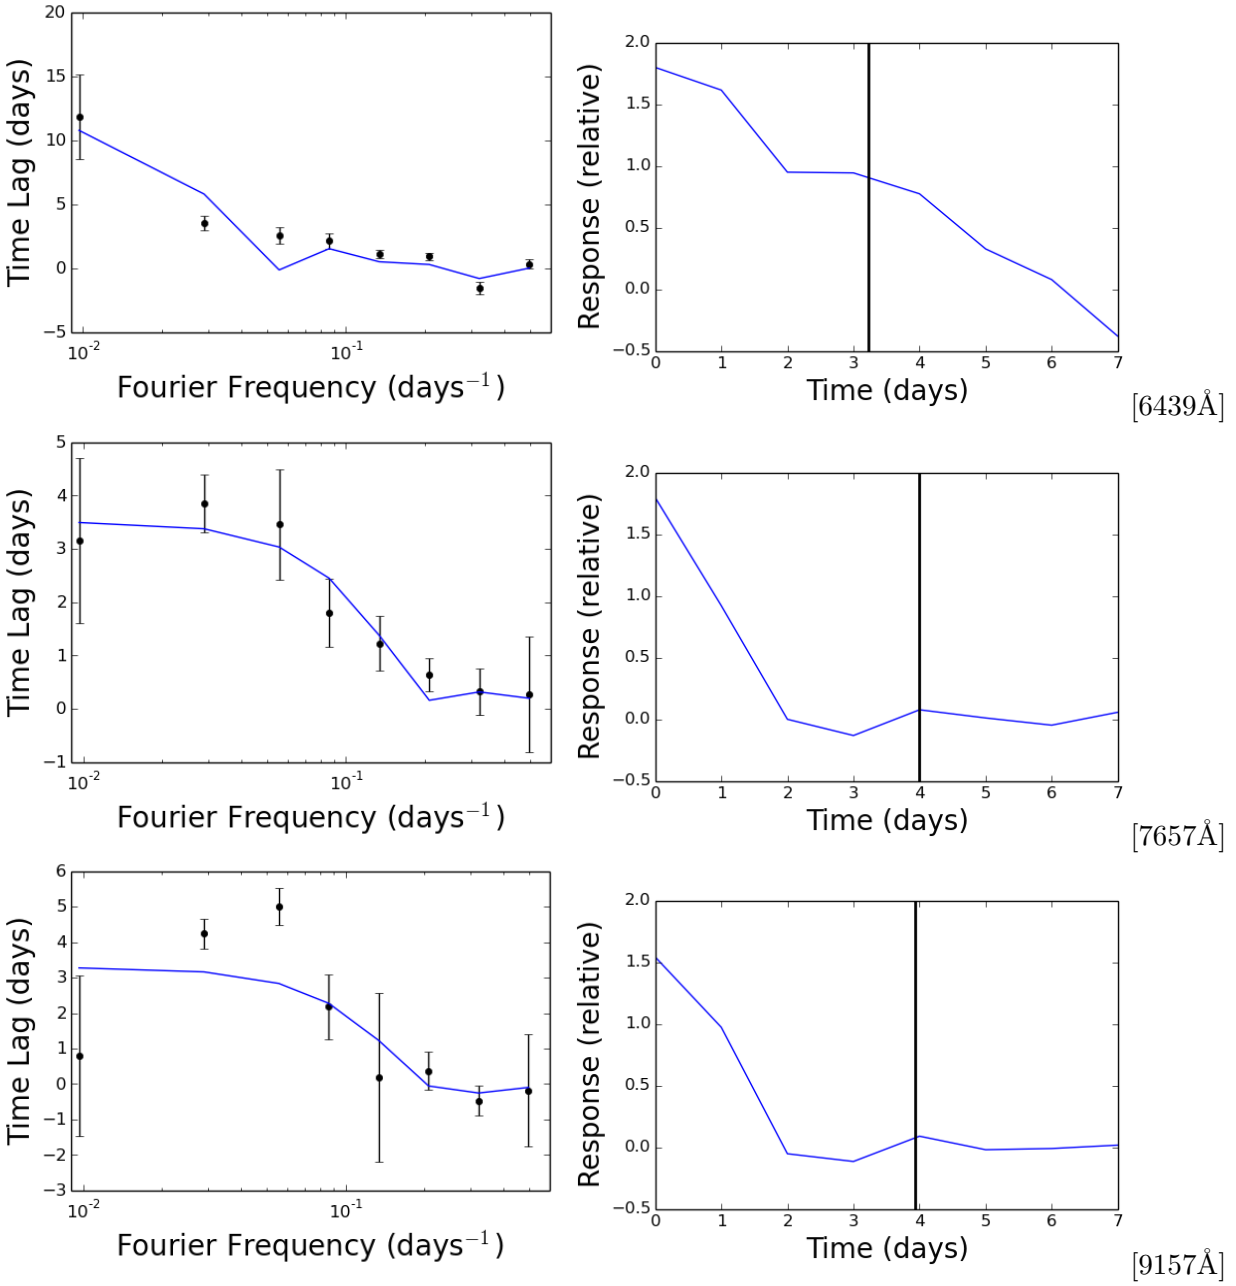 20
15
10
5
0
−5
10⁻² 10⁻¹
Time Lag (days)
Fourier Frequency (days⁻¹)
2.0
1.5
1.0
0.5
0.0
−0.5
0 1 2 3 4 5 6 7
Response (relative)
Time (days)
[6439Å]
5
4
3
2
1
0
−1
10⁻² 10⁻¹
Time Lag (days)
Fourier Frequency (days⁻¹)
2.0
1.5
1.0
0.5
0.0
−0.5
0 1 2 3 4 5 6 7
Response (relative)
Time (days)
[7657Å]
6
5
4
3
2
1
0
−1
−2
−3
10⁻² 10⁻¹
Time Lag (days)
Fourier Frequency (days⁻¹)
2.0
1.5
1.0
0.5
0.0
−0.5
0 1 2 3 4 5 6 7
Response (relative)
Time (days)
[9157Å]